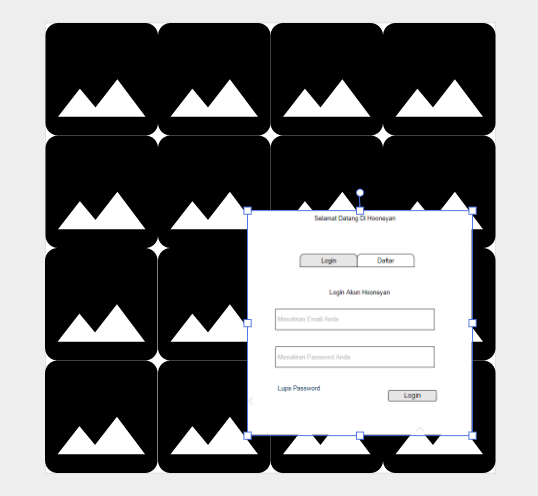 Selamat Datang Di Hooneyan
Login Daftar
Login Akun Hooneyan
Masukkan Email Anda
Masukkan Password Anda
Lupa Password
Login